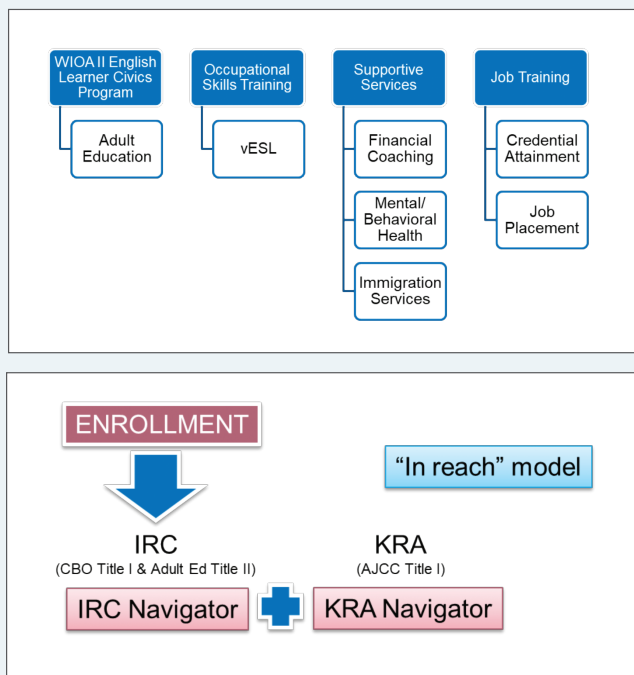 WIOA II English
Learner Civics
Program
Adult
Education
Occupational
Skills Training
vESL
Supportive
Services
Financial
Coaching
Mental/
Behavioral
Health
Immigration
Services
Job Training
Credential
Attainment
Job
Placement
ENROLLMENT
"In reach" model
IRC
(CBO Title I & Adult Ed Title II)
IRC Navigator
KRA
(AJCC Title I)
KRA Navigator